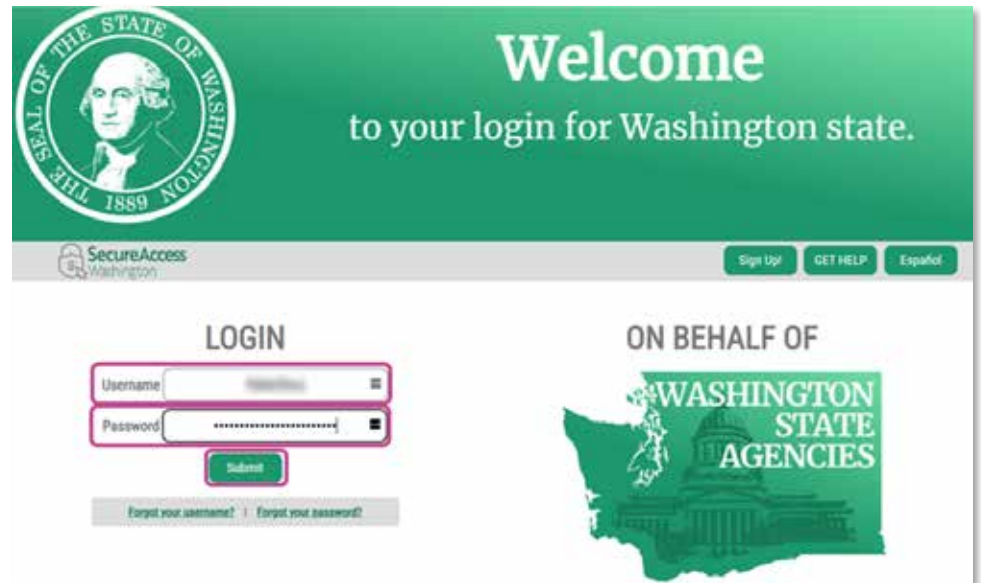 THE SEAL OF THE STATE OF WASHINGTON
1889
Welcome
to your login for Washington state.
SecureAccess
Washington
Sign Up!
GET HELP
Español
LOGIN
Username
Password
Submit
Forgot your username? | Forgot your password?
ON BEHALF OF
WASHINGTON
STATE
AGENCIES